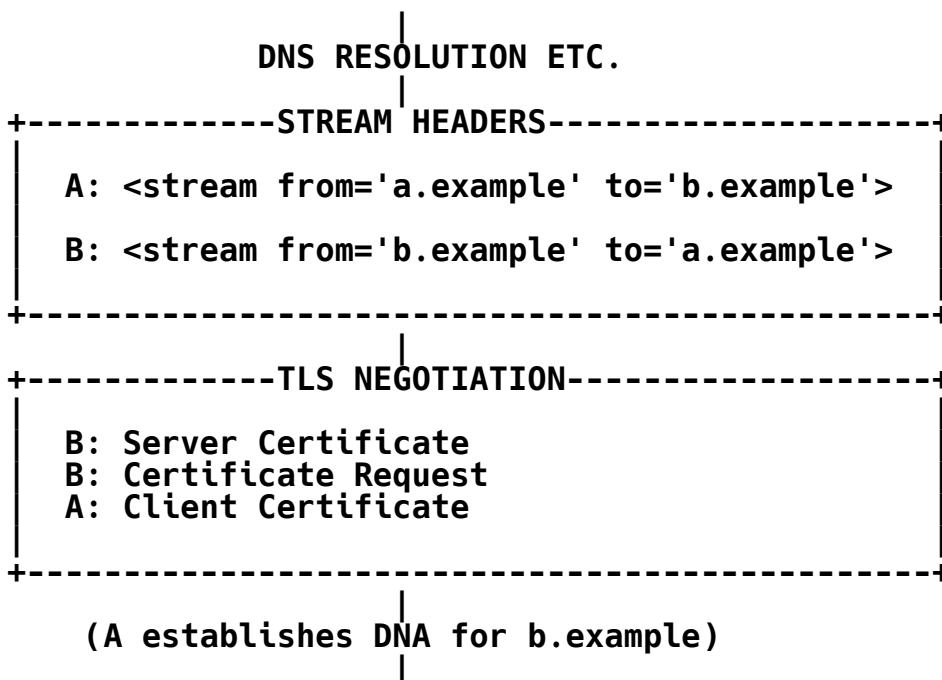 DNS RESOLUTION ETC.
STREAM HEADERS
A: <stream from='a.example' to='b.example'>
B: <stream from='b.example' to='a.example'>
TLS NEGOTIATION
B: Server Certificate
B: Certificate Request
A: Client Certificate
(A establishes DNA for b.example)